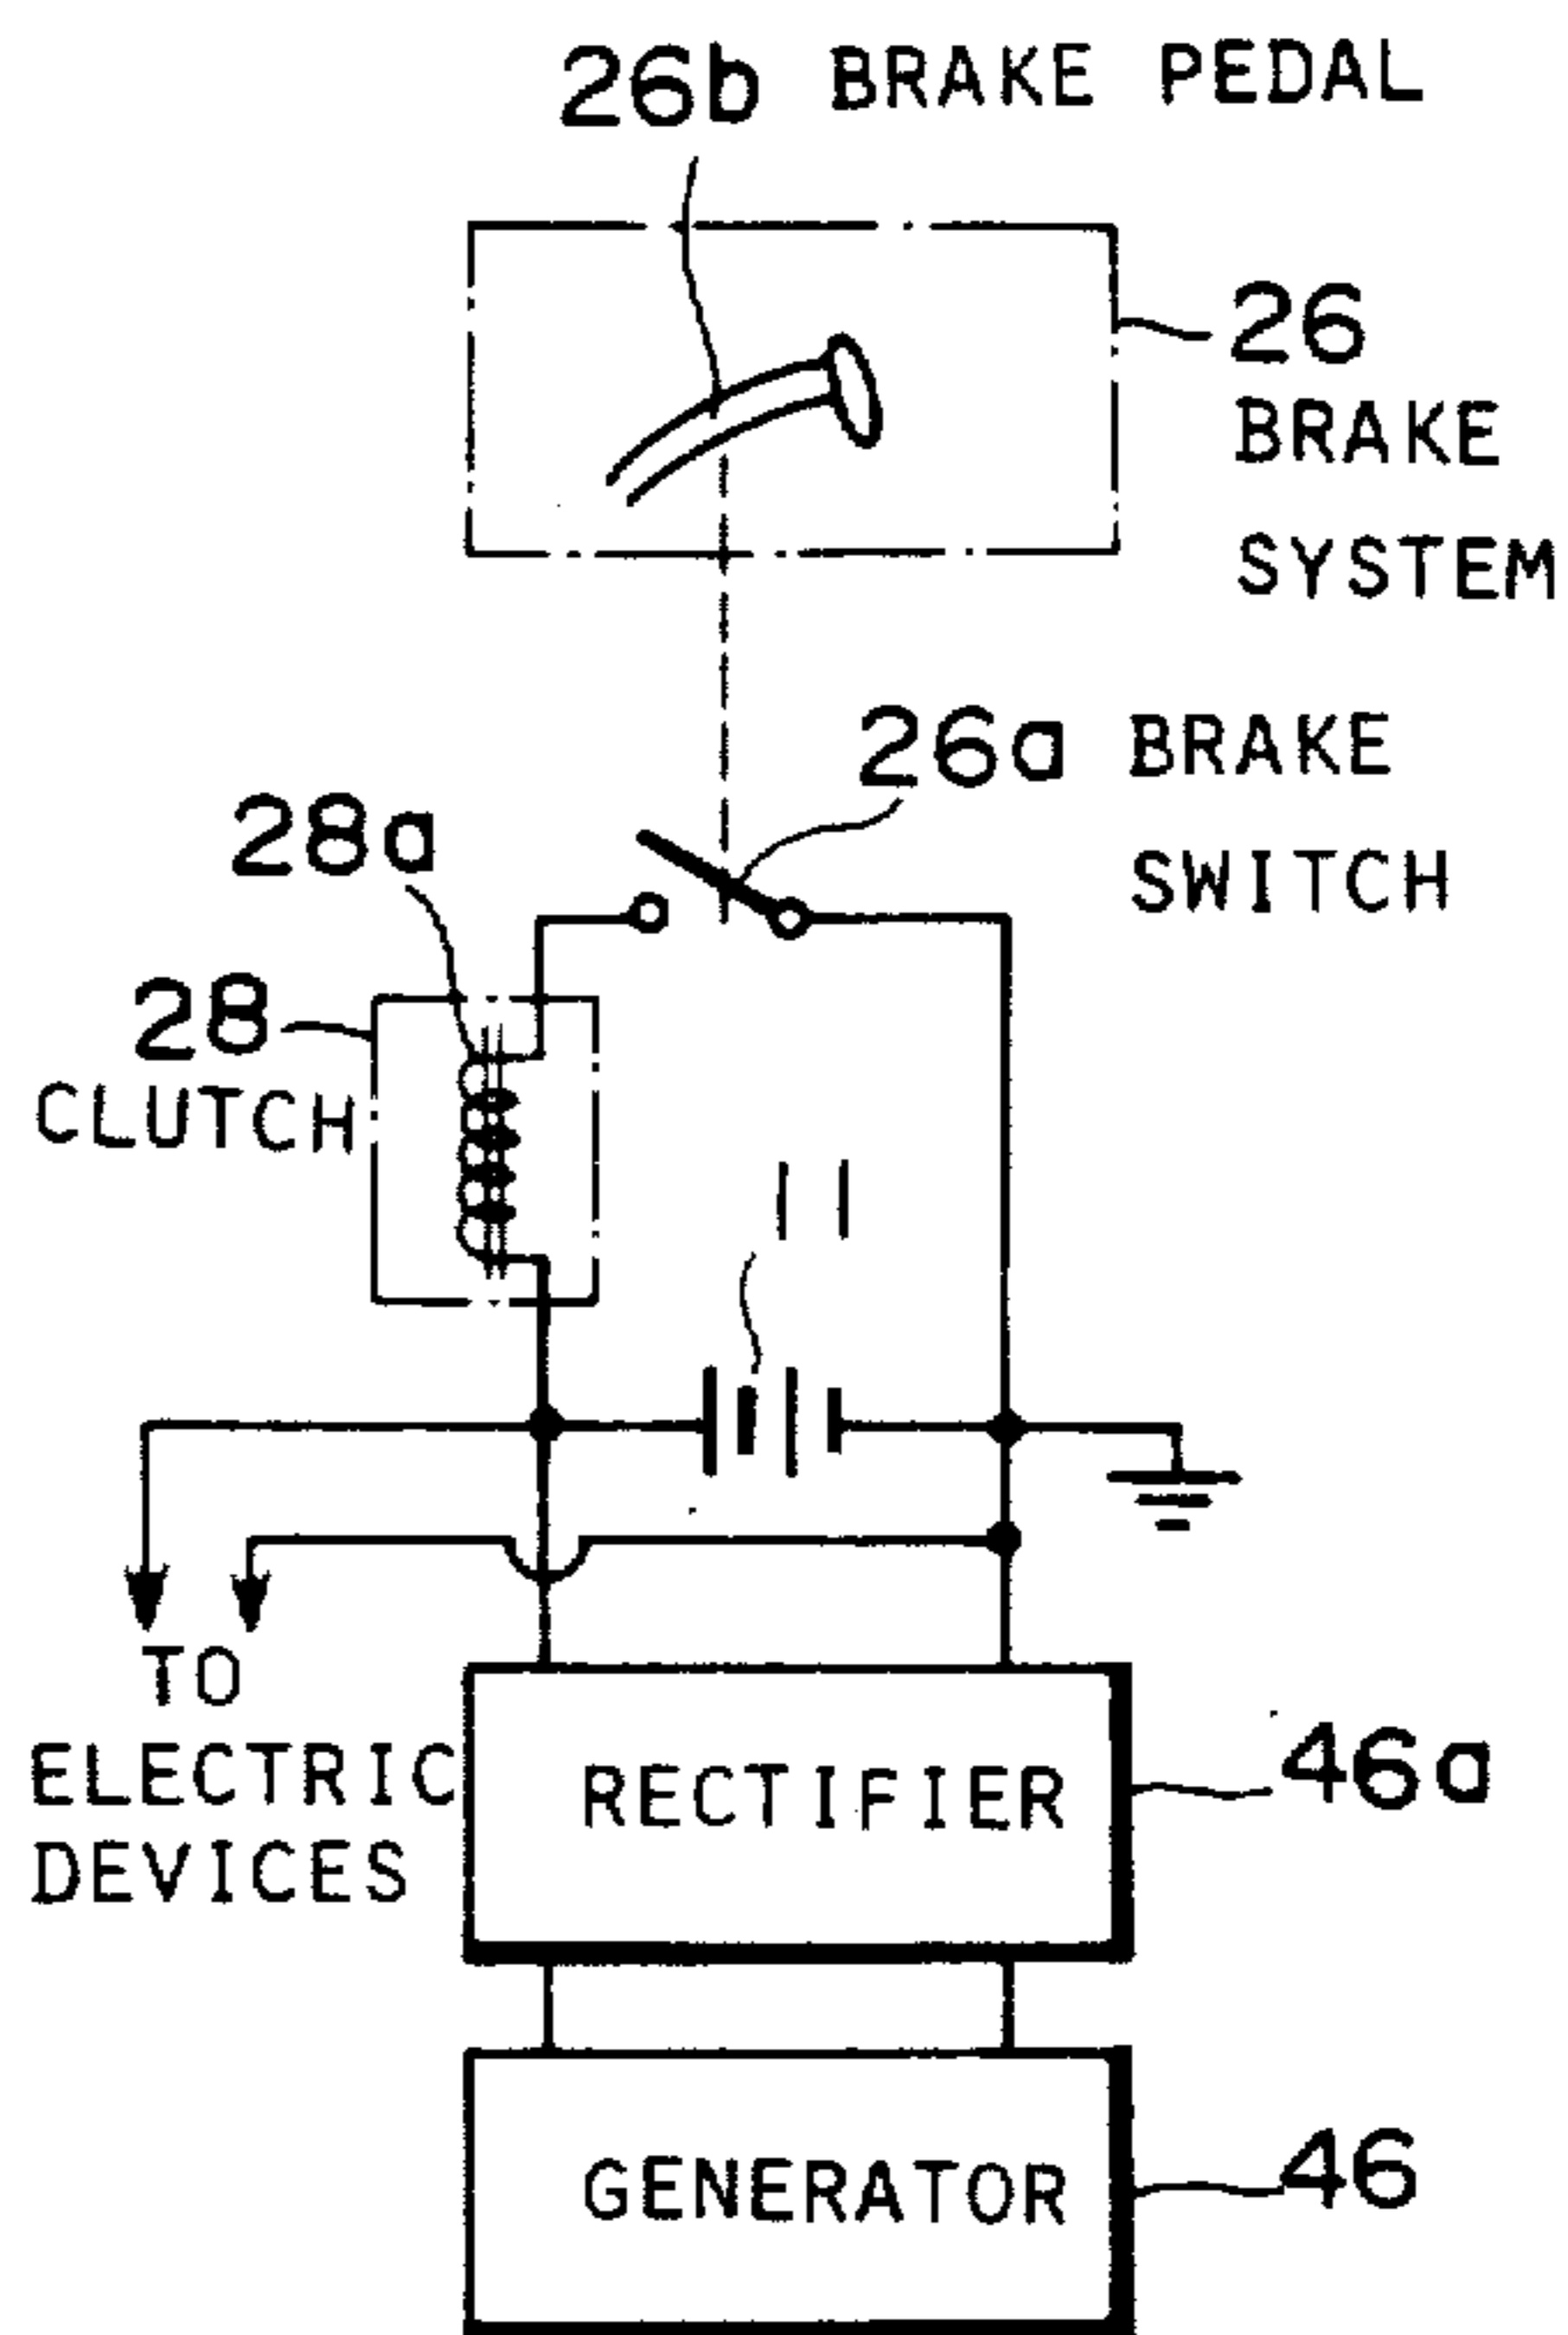 26b BRAKE PEDAL
26
BRAKE
SYSTEM
26a BRAKE
SWITCH
28a
28
CLUTCH
11
TO
ELECTRIC
DEVICES
RECTIFIER
46a
GENERATOR
46